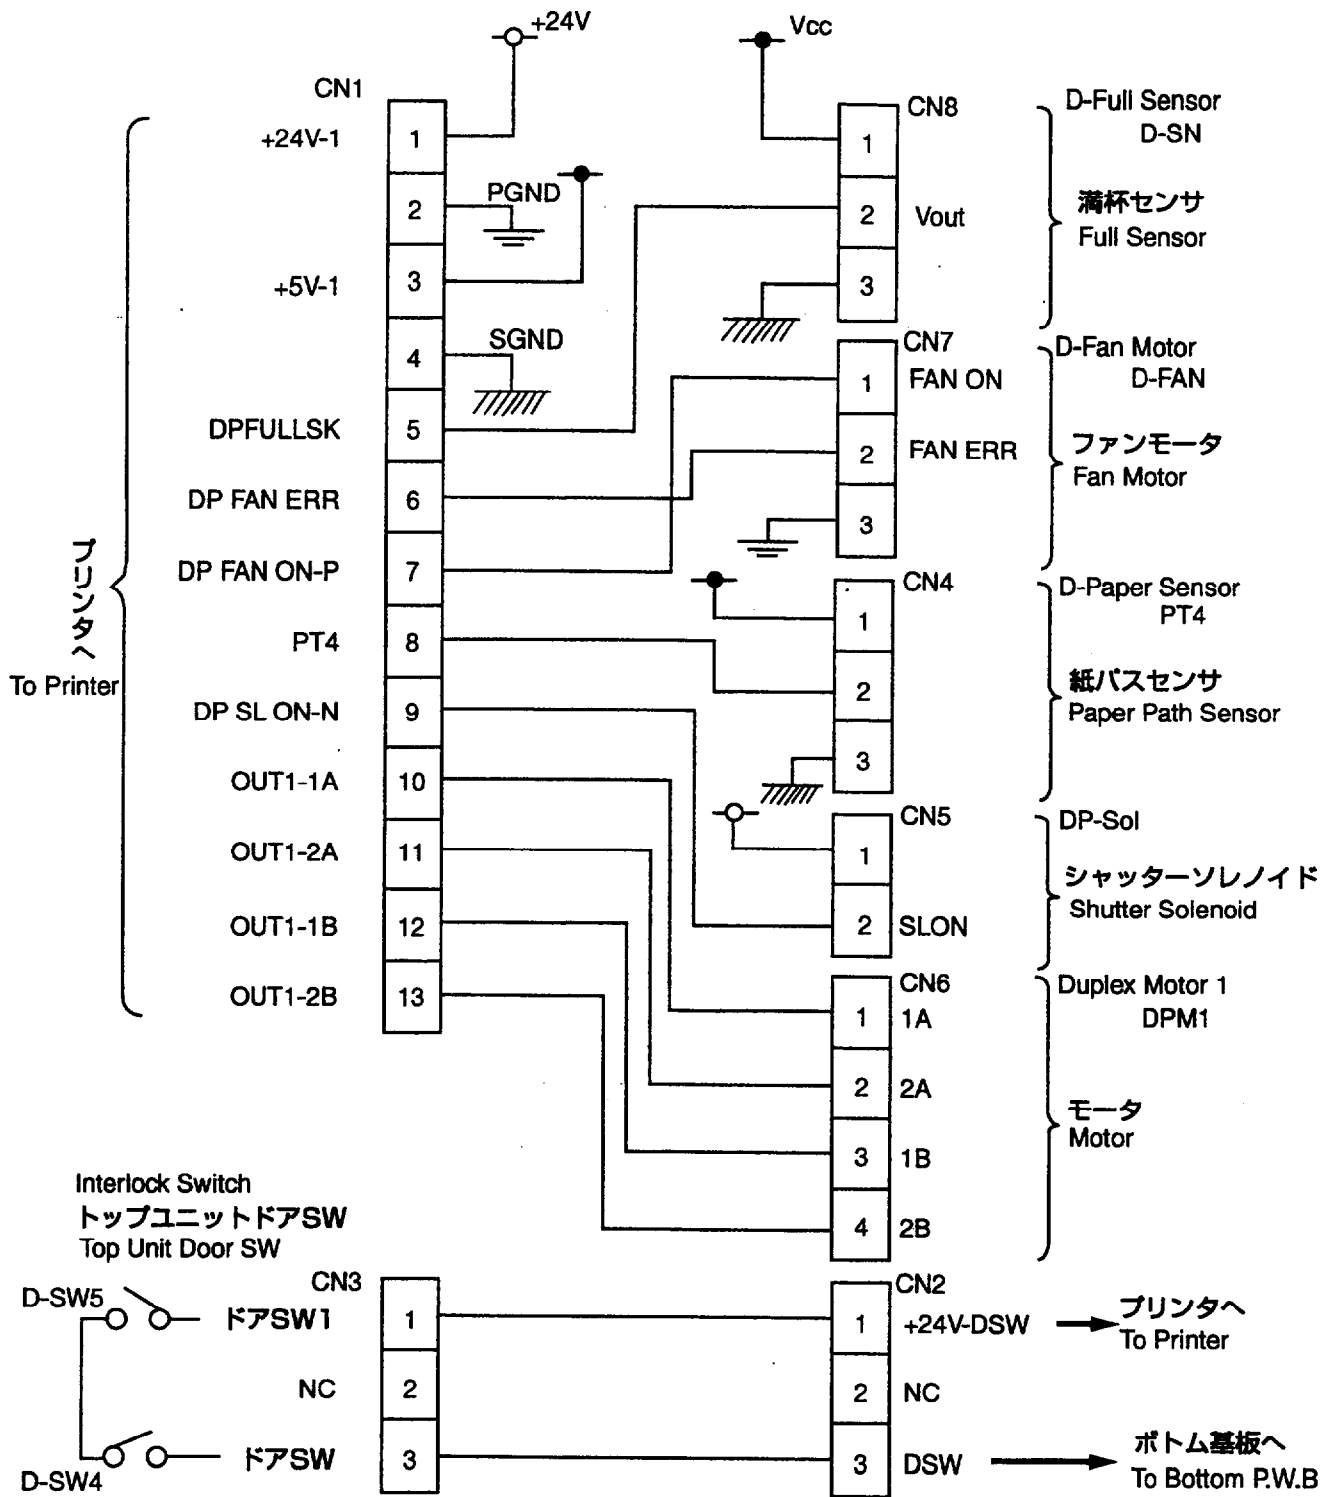 +24V
Vcc
CN1
+24V-1
1
2
PGND
+5V-1
3
4
SGND
DPFULLSK
5
DP FAN ERR
6
DP FAN ON-P
7
PT4
8
DP SL ON-N
9
OUT1-1A
10
OUT1-2A
11
OUT1-1B
12
OUT1-2B
13
プリンタへ
To Printer
CN8
1
2
Vout
3
D-Full Sensor
D-SN
満杯センサ
Full Sensor
CN7
1
FAN ON
2
FAN ERR
3
D-Fan Motor
D-FAN
ファンモータ
Fan Motor
CN4
1
2
3
D-Paper Sensor
PT4
紙パスセンサ
Paper Path Sensor
CN5
1
2
SLON
DP-Sol
シャッターソレノイド
Shutter Solenoid
CN6
1
1A
2
2A
3
1B
4
2B
Duplex Motor 1
DPM1
モータ
Motor
Interlock Switch
トップユニットドアSW
Top Unit Door SW
D-SW5
ドアSW1
NC
D-SW4
ドアSW
CN3
1
2
3
CN2
1
+24V-DSW
2
NC
3
DSW
プリンタへ
To Printer
ボトム基板へ
To Bottom P.W.B